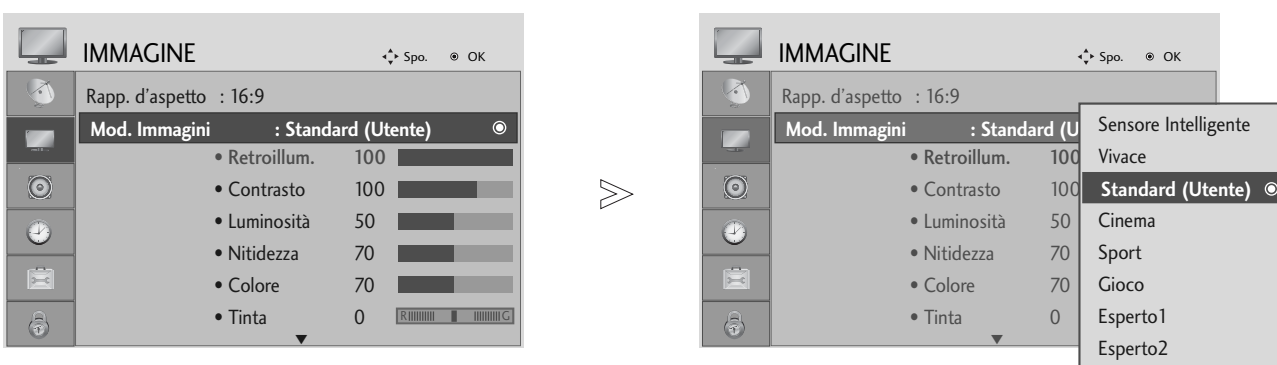 IMMAGINE
Spo. OK
Rapp. d'aspetto : 16:9
Mod. Immagini : Standard (Utente)
• Retroillum. 100
• Contrasto 100
• Luminosità 50
• Nitidezza 70
• Colore 70
• Tinta 0 R G
IMMAGINE
Spo. OK
Rapp. d'aspetto : 16:9
Mod. Immagini : Standard (U
• Retroillum. 100
• Contrasto 100
• Luminosità 50
• Nitidezza 70
• Colore 70
• Tinta 0
Sensore Intelligente
Vivace
Standard (Utente)
Cinema
Sport
Gioco
Esperto1
Esperto2